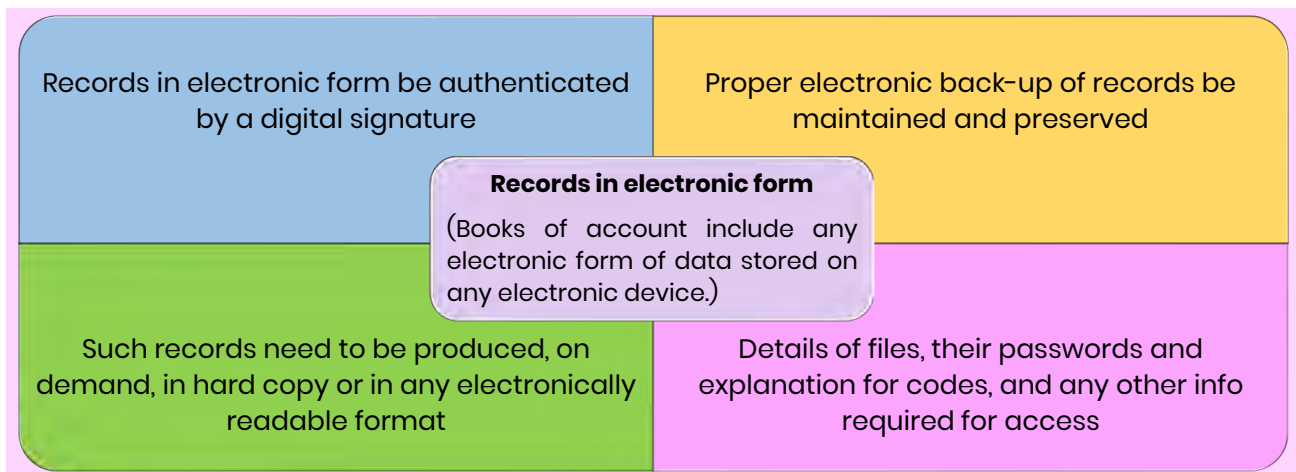 Records in electronic form be authenticated
by a digital signature
Proper electronic back-up of records be
maintained and preserved
Records in electronic form
(Books of account include any
electronic form of data stored on
any electronic device.)
Such records need to be produced, on
demand, in hard copy or in any electronically
readable format
Details of files, their passwords and
explanation for codes, and any other info
required for access